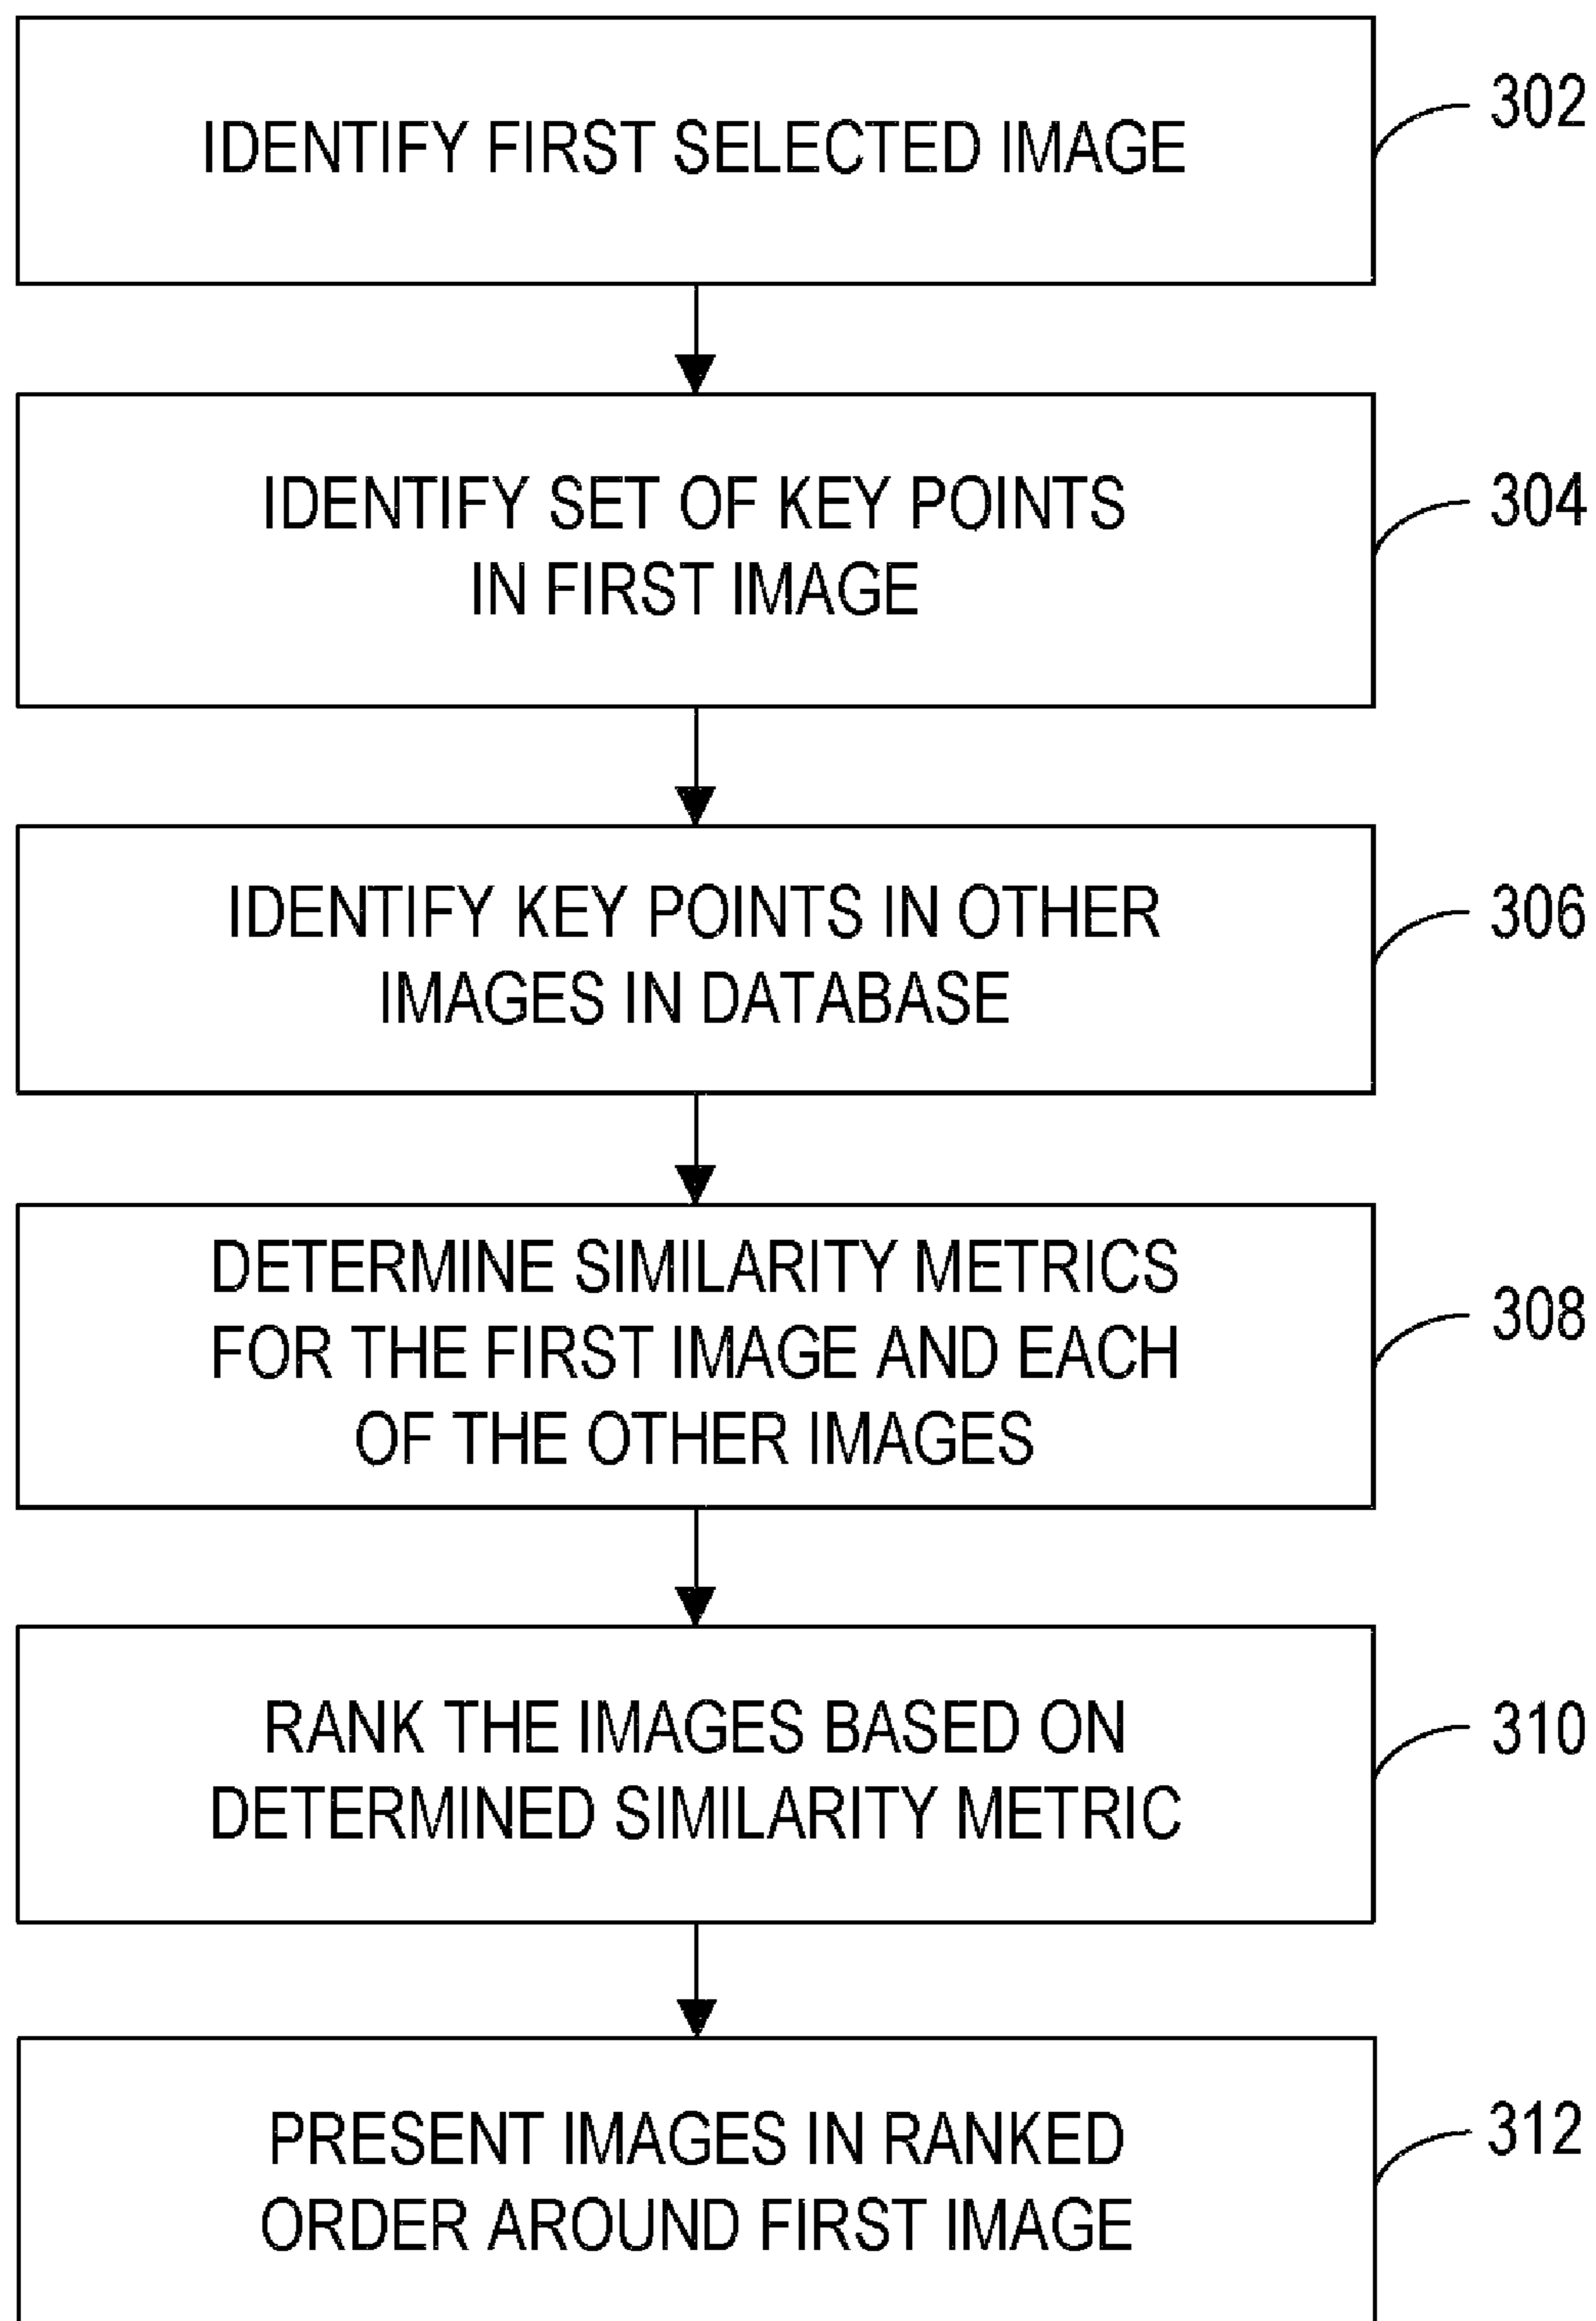 IDENTIFY FIRST SELECTED IMAGE
302
IDENTIFY SET OF KEY POINTS
IN FIRST IMAGE
304
IDENTIFY KEY POINTS IN OTHER
IMAGES IN DATABASE
306
DETERMINE SIMILARITY METRICS
FOR THE FIRST IMAGE AND EACH
OF THE OTHER IMAGES
308
RANK THE IMAGES BASED ON
DETERMINED SIMILARITY METRIC
310
PRESENT IMAGES IN RANKED
ORDER AROUND FIRST IMAGE
312